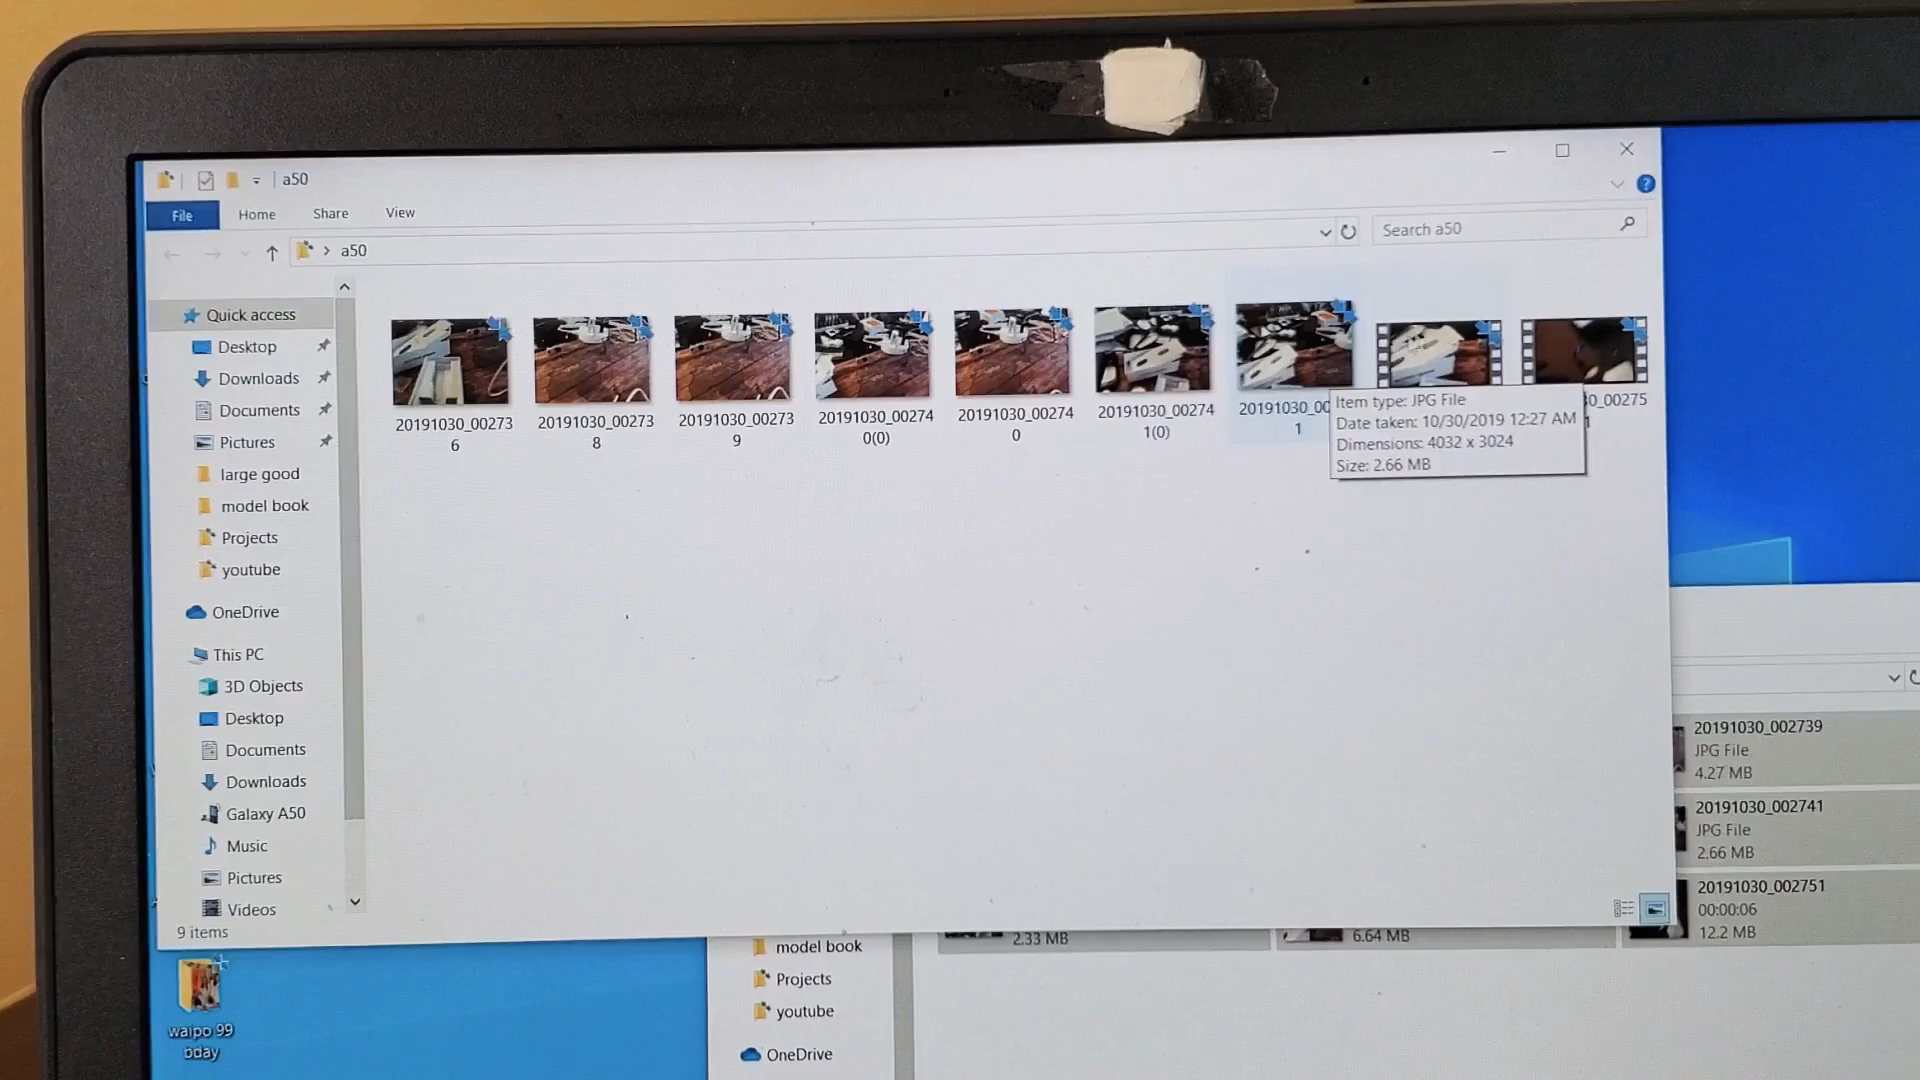 a50
File Home Share View
a50
Search a50
Quick access
Desktop
Downloads
Documents
Pictures
large good
model book
Projects
youtube
OneDrive
This PC
3D Objects
Desktop
Documents
Downloads
Galaxy A50
Music
Pictures
Videos
9 items
20191030_00273
6
20191030_00273
8
20191030_00273
9
20191030_00274
0(0)
20191030_00274
0
20191030_00274
1(0)
20191030_00
1
30_00275
1
Item type: JPG File
Date taken: 10/30/2019 12:27 AM
Dimensions: 4032 x 3024
Size: 2.66 MB
20191030_002739
JPG File
4.27 MB
20191030_002741
JPG File
2.66 MB
20191030_002751
00:00:06
12.2 MB
2.33 MB
6.64 MB
model book
Projects
youtube
OneDrive
waipo 99
bday